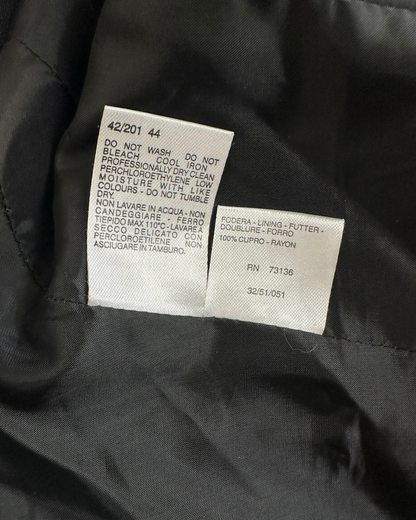 42/201 44
DO NOT WASH DO NOT
BLEACH COOL IRON
PROFESSIONALLY DRY CLEAN
PERCHLOROETHYLENE LOW
MOISTURE WITH LIKE
COLOURS - DO NOT TUMBLE
DRY.
NON LAVARE IN ACQUA - NON
CANDEGGIARE - FERRO
TIEPIDO MAX 110°C - LAVARE A
SECCO DELICATO CON
PERCLOROETILENE NON
ASCIUGARE IN TAMBURO.
FODERA - LINING - FUTTER -
DOUBLURE - FORRO
100% CUPRO - RAYON
RN 73136
32/51/051